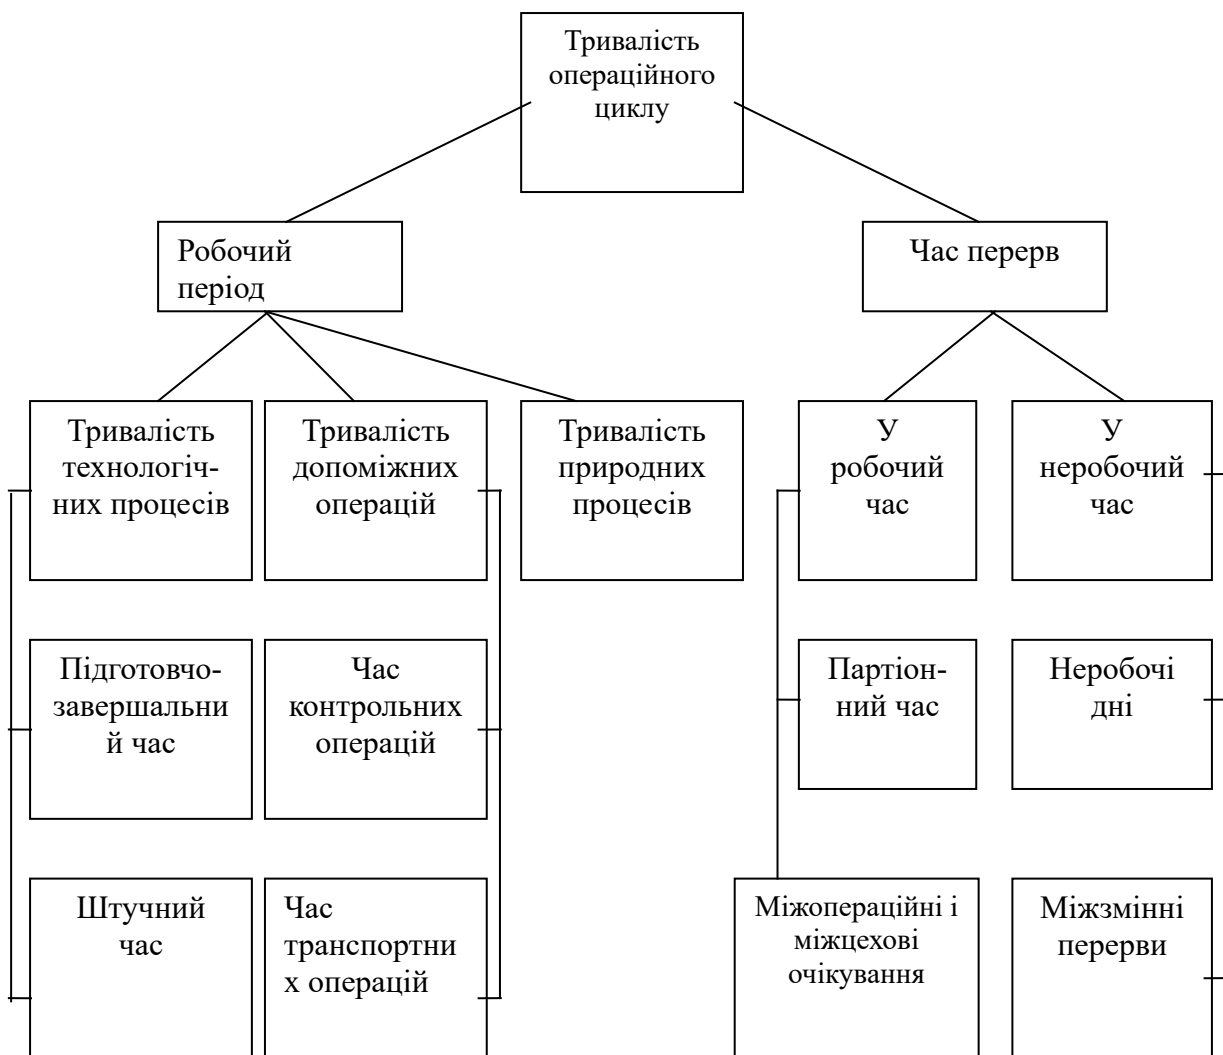 Тривалість
операційного
циклу
Робочий
період
Час перерв
Тривалість
технологіч-
них процесів
Тривалість
допоміжних
операцій
Тривалість
природних
процесів
У
робочий
час
У
неробочий
час
Підготовчо-
завершальни
й час
Час
контрольних
операцій
Партіон-
ний час
Неробочі
дні
Штучний
час
Час
транспортни
х операцій
Міжопераційні і
міжцехові
очікування
Міжзмінні
перерви